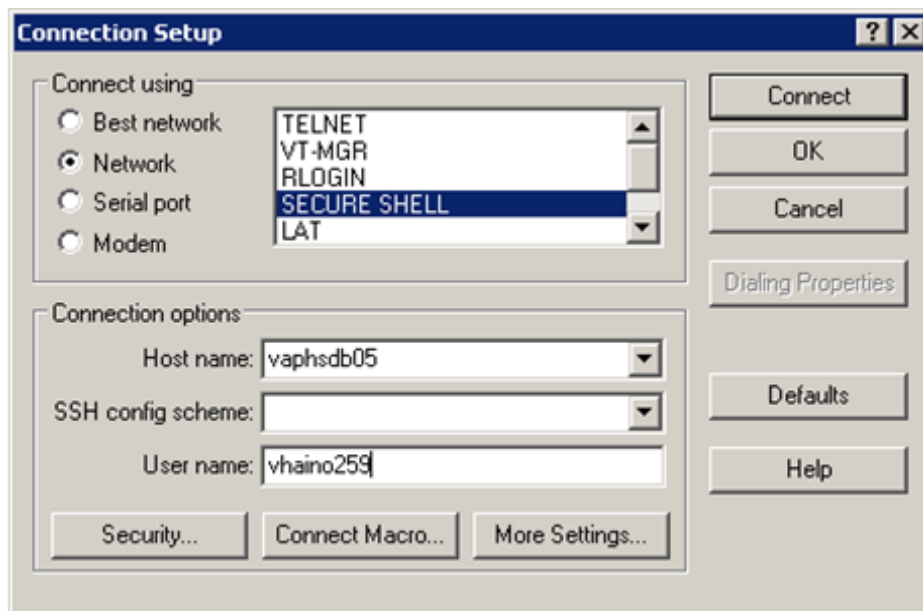 Connection Setup
Connect using
Best network
Network
Serial port
Modem
TELNET
VT-MGR
RLOGIN
SECURE SHELL
LAT
Connect
OK
Cancel
Dialing Properties
Connection options
Host name: vaphsdb05
SSH config scheme:
User name: vhaino259
Defaults
Help
Security...
Connect Macro...
More Settings...